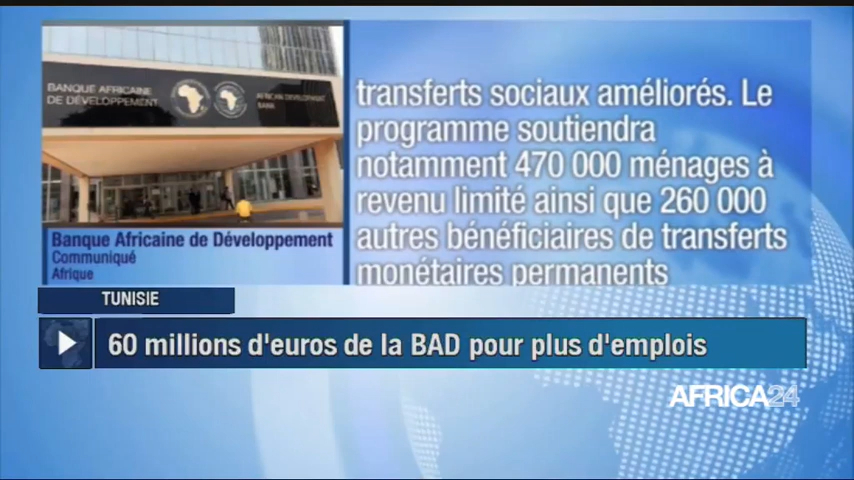 BANQUE AFRICAINE
DE DÉVELOPPEMENT
AFRICAN DEVELOPMENT
BANK
transferts sociaux améliorés. Le
programme soutiendra
notamment 470 000 ménages à
revenu limité ainsi que 260 000
autres bénéficiaires de transferts
monétaires permanents
Banque Africaine de Développement
Communiqué
Afrique
TUNISIE
60 millions d'euros de la BAD pour plus d'emplois
AFRICA24